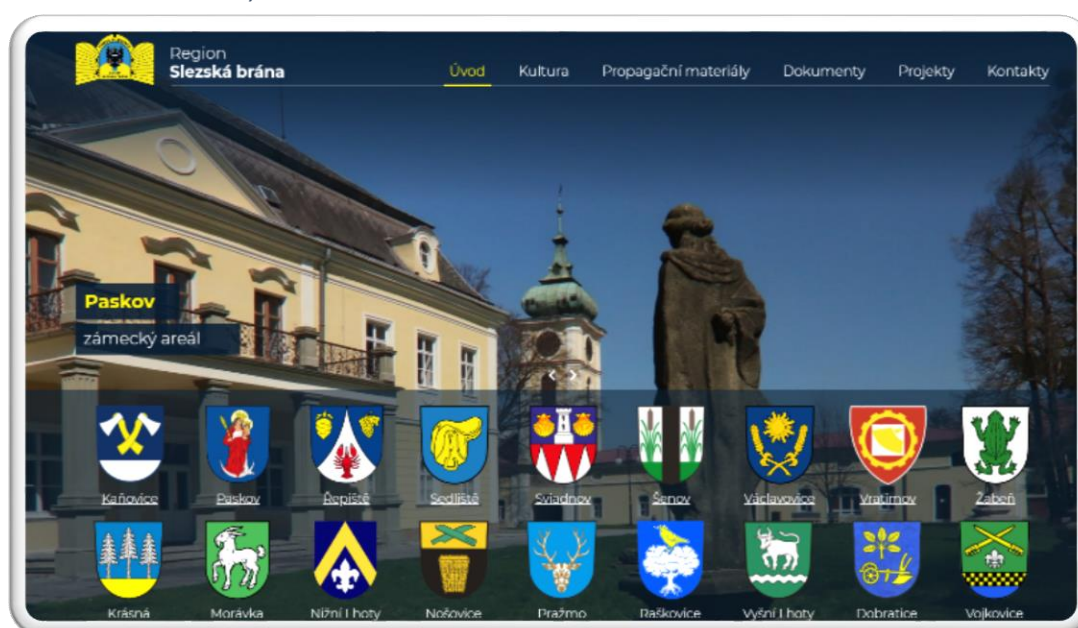 Region
Slezská brána
Úvod Kultura Propagační materiály Dokumenty Projekty Kontakty
Paskov
zámecký areál
Kaňovice Paskov Řepiště Sedliště Sviadnov Šenov Václavovice Vratimov Žabeň
Krásná Morávka Nižní Lhoty Nošovice Pražmo Raškovice Vyšní Lhoty Dobratice Vojkovice